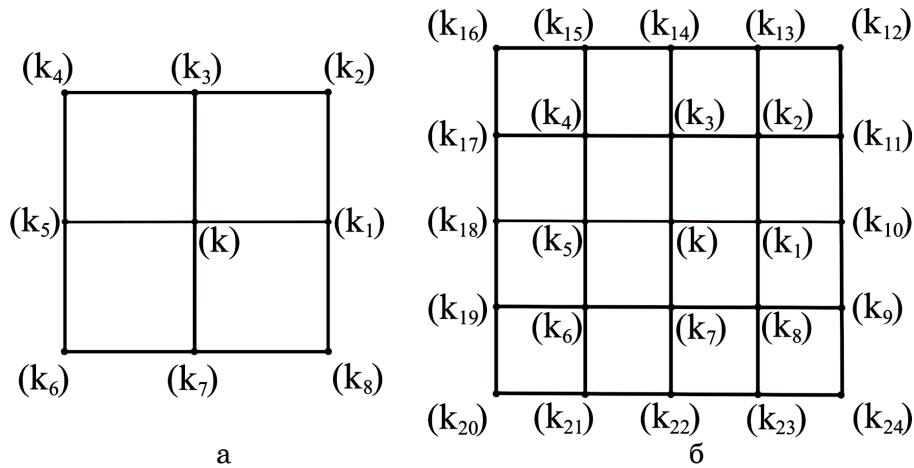 (k₄) (k₃) (k₂)
(k₅) (k) (k₁)
(k₆) (k₇) (k₈)
а
(k₁₆) (k₁₅) (k₁₄) (k₁₃) (k₁₂)
(k₁₇) (k₄) (k₃) (k₂) (k₁₁)
(k₁₈) (k₅) (k) (k₁) (k₁₀)
(k₁₉) (k₆) (k₇) (k₈) (k₉)
(k₂₀) (k₂₁) (k₂₂) (k₂₃) (k₂₄)
б